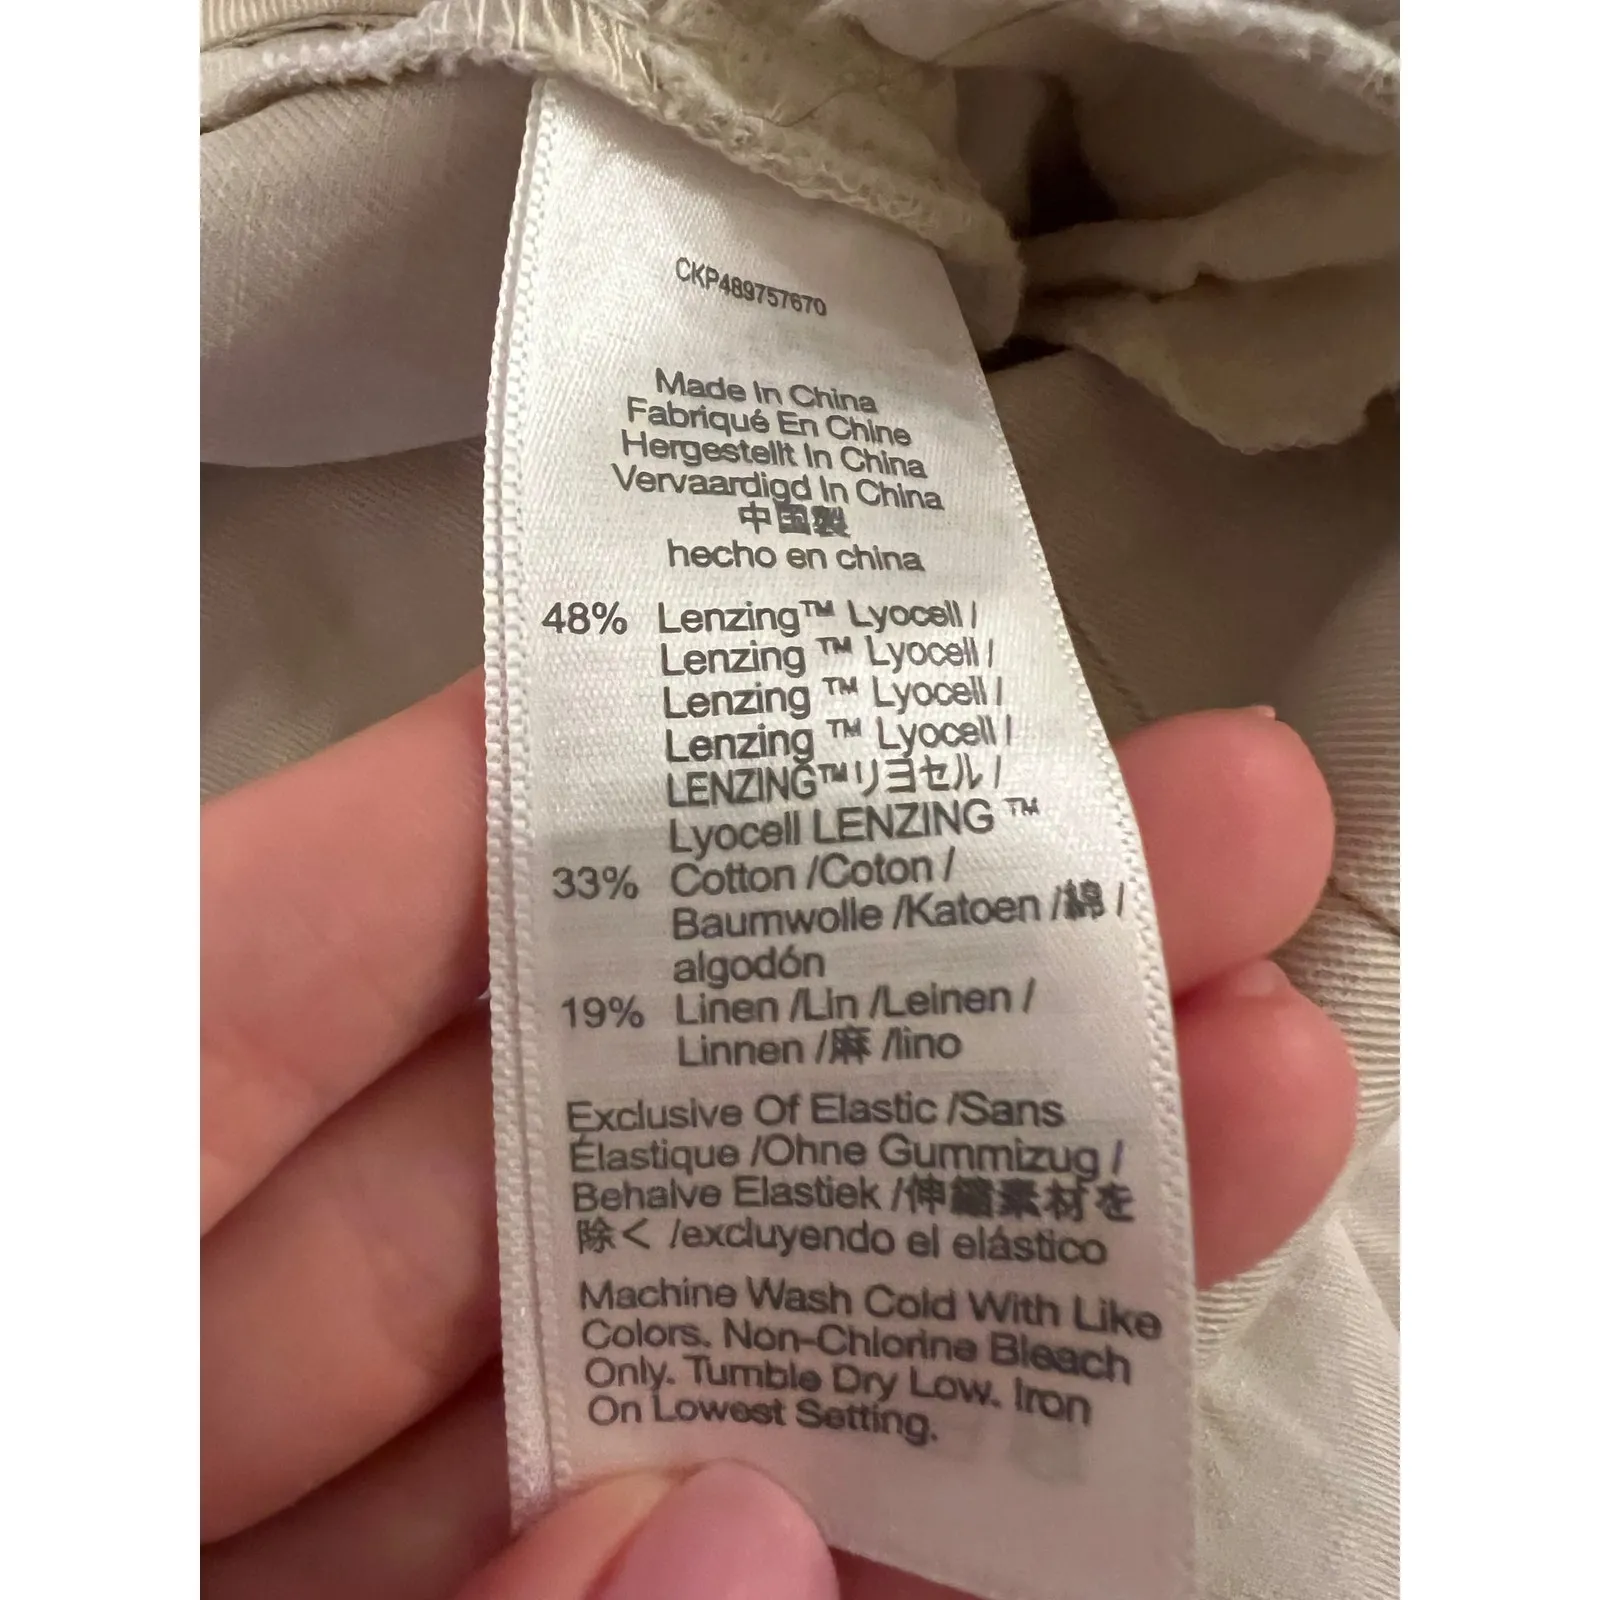 CKP489757670
Made In China
Fabriqué En Chine
Hergestellt In China
Vervaardigd In China
中国製
hecho en china
48% Lenzing™ Lyocell /
Lenzing ™ Lyocell /
Lenzing ™ Lyocell /
Lenzing ™ Lyocell /
LENZING™リヨセル /
Lyocell LENZING ™
33% Cotton /Coton /
Baumwolle /Katoen /綿 /
algodón
19% Linen /Lin /Leinen /
Linnen /麻 /lino
Exclusive Of Elastic /Sans
Élastique /Ohne Gummizug /
Behalve Elastiek /伸縮素材を
除く /excluyendo el elástico
Machine Wash Cold With Like
Colors. Non-Chlorine Bleach
Only. Tumble Dry Low. Iron
On Lowest Setting.